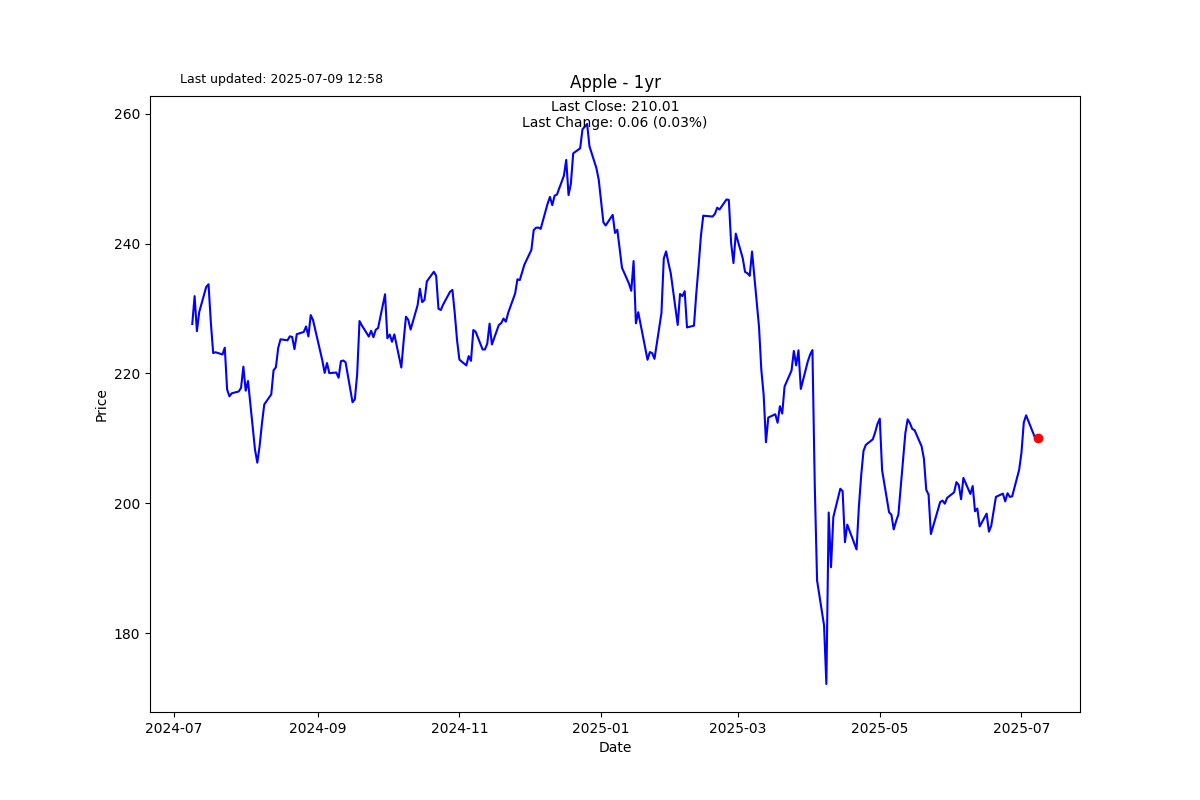 Last updated: 2025-07-09 12:58
Apple - 1yr
Last Close: 210.01
Last Change: 0.06 (0.03%)
260
240
220
200
180
Price
2024-07
2024-09
2024-11
2025-01
2025-03
2025-05
2025-07
Date